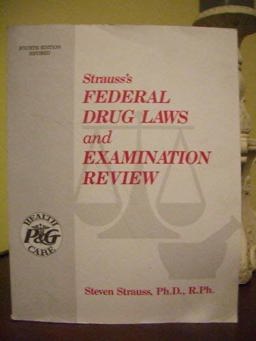 FOURTH EDITION
REVISED
Strauss's
FEDERAL
DRUG LAWS
and
EXAMINATION
REVIEW
HEALTH
P&G
CARE
Steven Strauss, Ph.D., R.Ph.